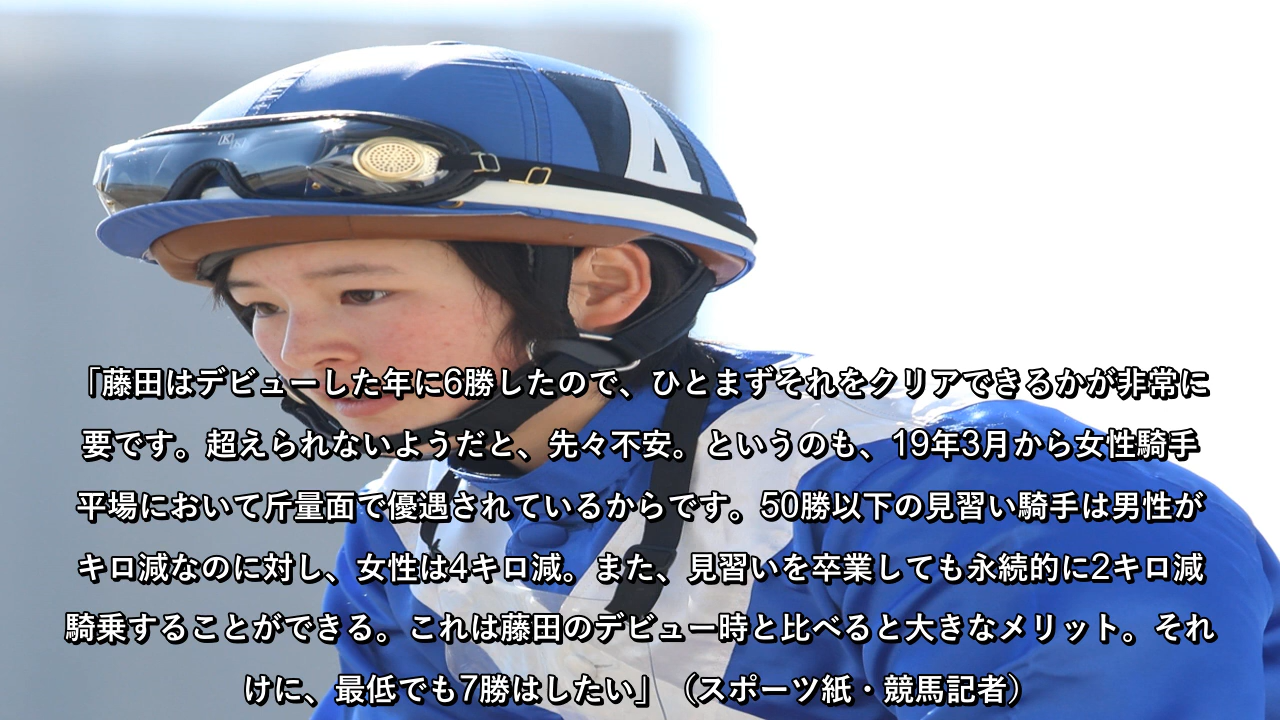 4
「藤田はデビューした年に6勝したので、ひとまずそれをクリアできるかが非常に
要です。超えられないようだと、先々不安。というのも、19年3月から女性騎手
平場において斤量面で優遇されているからです。50勝以下の見習い騎手は男性が
キロ減なのに対し、女性は4キロ減。また、見習いを卒業しても永続的に2キロ減
騎乗することができる。これは藤田のデビュー時と比べると大きなメリット。それ
けに、最低でも7勝はしたい」（スポーツ紙・競馬記者）